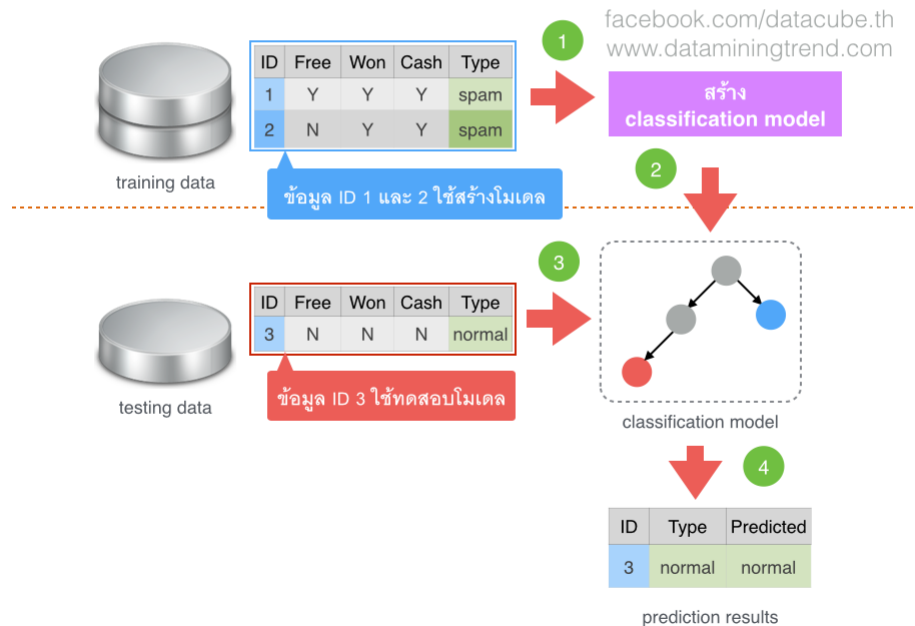 facebook.com/datacube.th
www.dataminingtrend.com
1
ID Free Won Cash Type
1 Y Y Y spam
2 N Y Y spam
สร้าง
classification model
training data
ข้อมูล ID 1 และ 2 ใช้สร้างโมเดล
2
3
ID Free Won Cash Type
3 N N N normal
ข้อมูล ID 3 ใช้ทดสอบโมเดล
testing data
classification model
4
ID Type Predicted
3 normal normal
prediction results